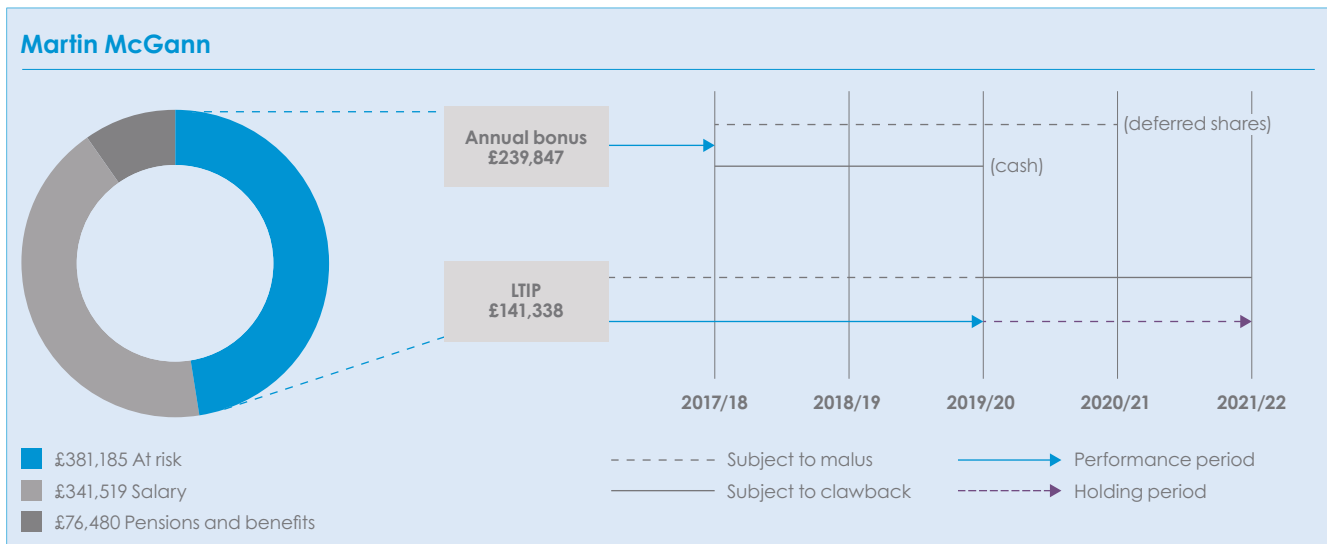 Martin McGann
Annual bonus
£239,847
(deferred shares)
(cash)
LTIP
£141,338
2017/18
2018/19
2019/20
2020/21
2021/22
£381,185 At risk
£341,519 Salary
£76,480 Pensions and benefits
Subject to malus
Subject to clawback
Performance period
Holding period